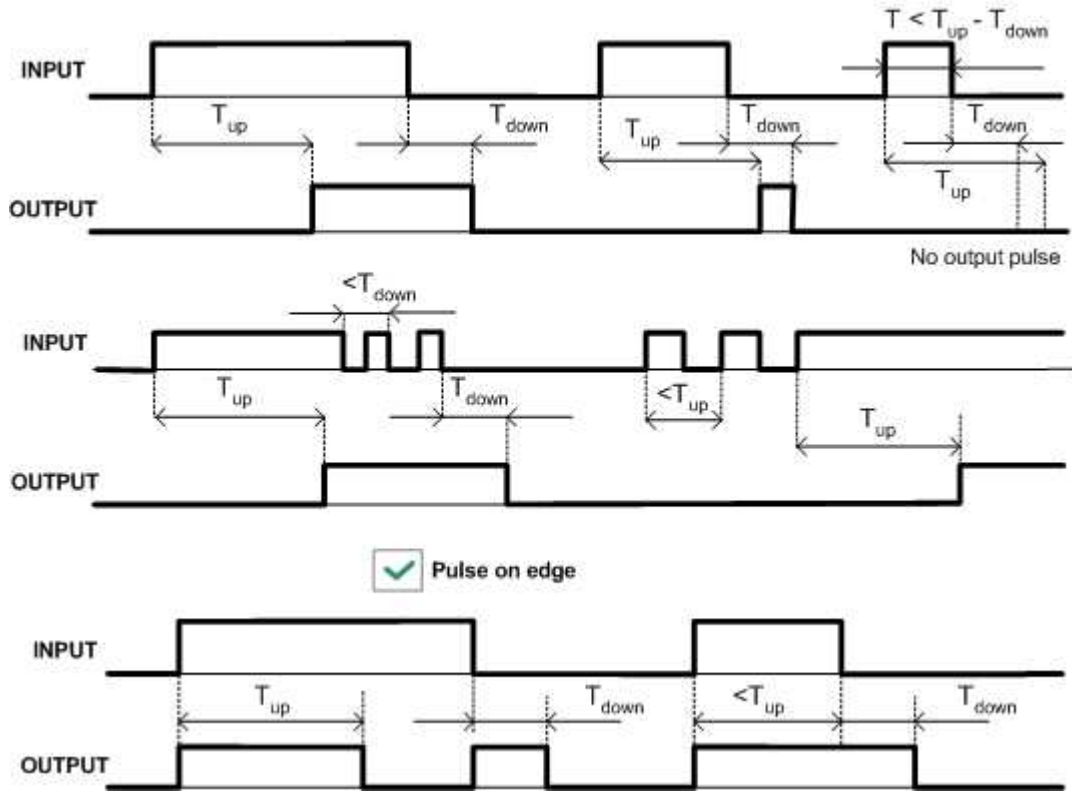 T < Tup - Tdown
INPUT
Tup
Tdown
Tup
Tdown
Tdown
Tup
OUTPUT
No output pulse
<Tdown
INPUT
Tup
Tdown
<Tup
Tup
OUTPUT
Pulse on edge
INPUT
Tup
Tdown
<Tup
Tdown
OUTPUT